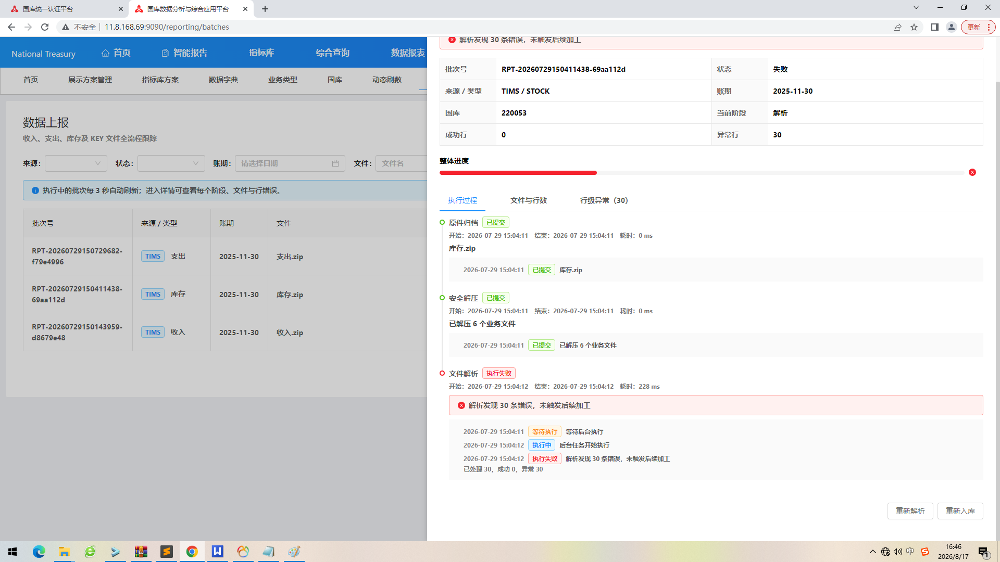 国库统一认证平台
国库数据分析与综合应用平台
不安全 11.8.168.69:9090/reporting/batches
更新
National Treasury 首页 智能报告 指标库 综合查询 数据报表
首页 展示方案管理 指标库方案 数据字典 业务类型 国库 动态刷数
数据上报
收入、支出、库存及 KEY 文件全流程跟踪
来源： 状态： 账期： 请选择日期 文件： 文件名
执行中的批次每 3 秒自动刷新；进入详情可查看每个阶段、文件与行错误。
批次号 来源 / 类型 账期 文件
RPT-20260729150729682-
f79e4996
TIMS 支出 2025-11-30 支出.zip
RPT-20260729150411438-
69aa112d
TIMS 库存 2025-11-30 库存.zip
RPT-20260729150143959-
d8679e48
TIMS 收入 2025-11-30 收入.zip
解析发现 30 条错误，未触发后续加工
批次号 RPT-20260729150411438-69aa112d 状态 失败
来源 / 类型 TIMS / STOCK 账期 2025-11-30
国库 220053 当前阶段 解析
成功行 0 异常行 30
整体进度
执行过程 文件与行数 行级异常（30）
原件归档 已提交
开始：2026-07-29 15:04:11 结束：2026-07-29 15:04:11 耗时：0 ms
库存.zip
2026-07-29 15:04:11 已提交 库存.zip
安全解压 已提交
开始：2026-07-29 15:04:11 结束：2026-07-29 15:04:11 耗时：0 ms
已解压 6 个业务文件
2026-07-29 15:04:11 已提交 已解压 6 个业务文件
文件解析 执行失败
开始：2026-07-29 15:04:12 结束：2026-07-29 15:04:12 耗时：228 ms
解析发现 30 条错误，未触发后续加工
2026-07-29 15:04:11 等待执行 等待后台执行
2026-07-29 15:04:12 执行中 后台任务开始执行
2026-07-29 15:04:12 执行失败 解析发现 30 条错误，未触发后续加工
已处理 30，成功 0，异常 30
重新解析 重新入库
中
16:46
2026/8/17
1